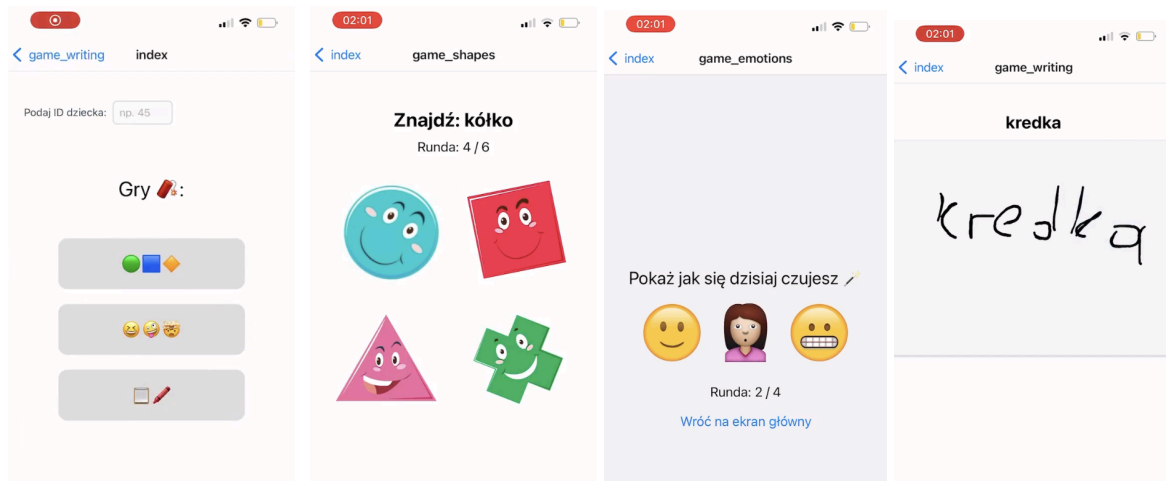 game_writing index
Podaj ID dziecka: np. 45
Gry 🧨:
02:01
index game_shapes
Znajdź: kółko
Runda: 4 / 6
02:01
index game_emotions
Pokaż jak się dzisiaj czujesz
Runda: 2 / 4
Wróć na ekran główny
02:01
index game_writing
kredka
kredka